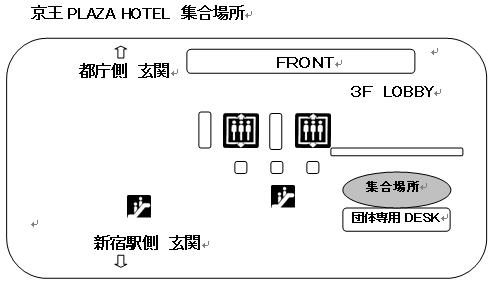 京王 PLAZA HOTEL 集合場所
都庁側 玄関
FRONT
３F LOBBY
集合場所
団体専用 DESK
新宿駅側 玄関